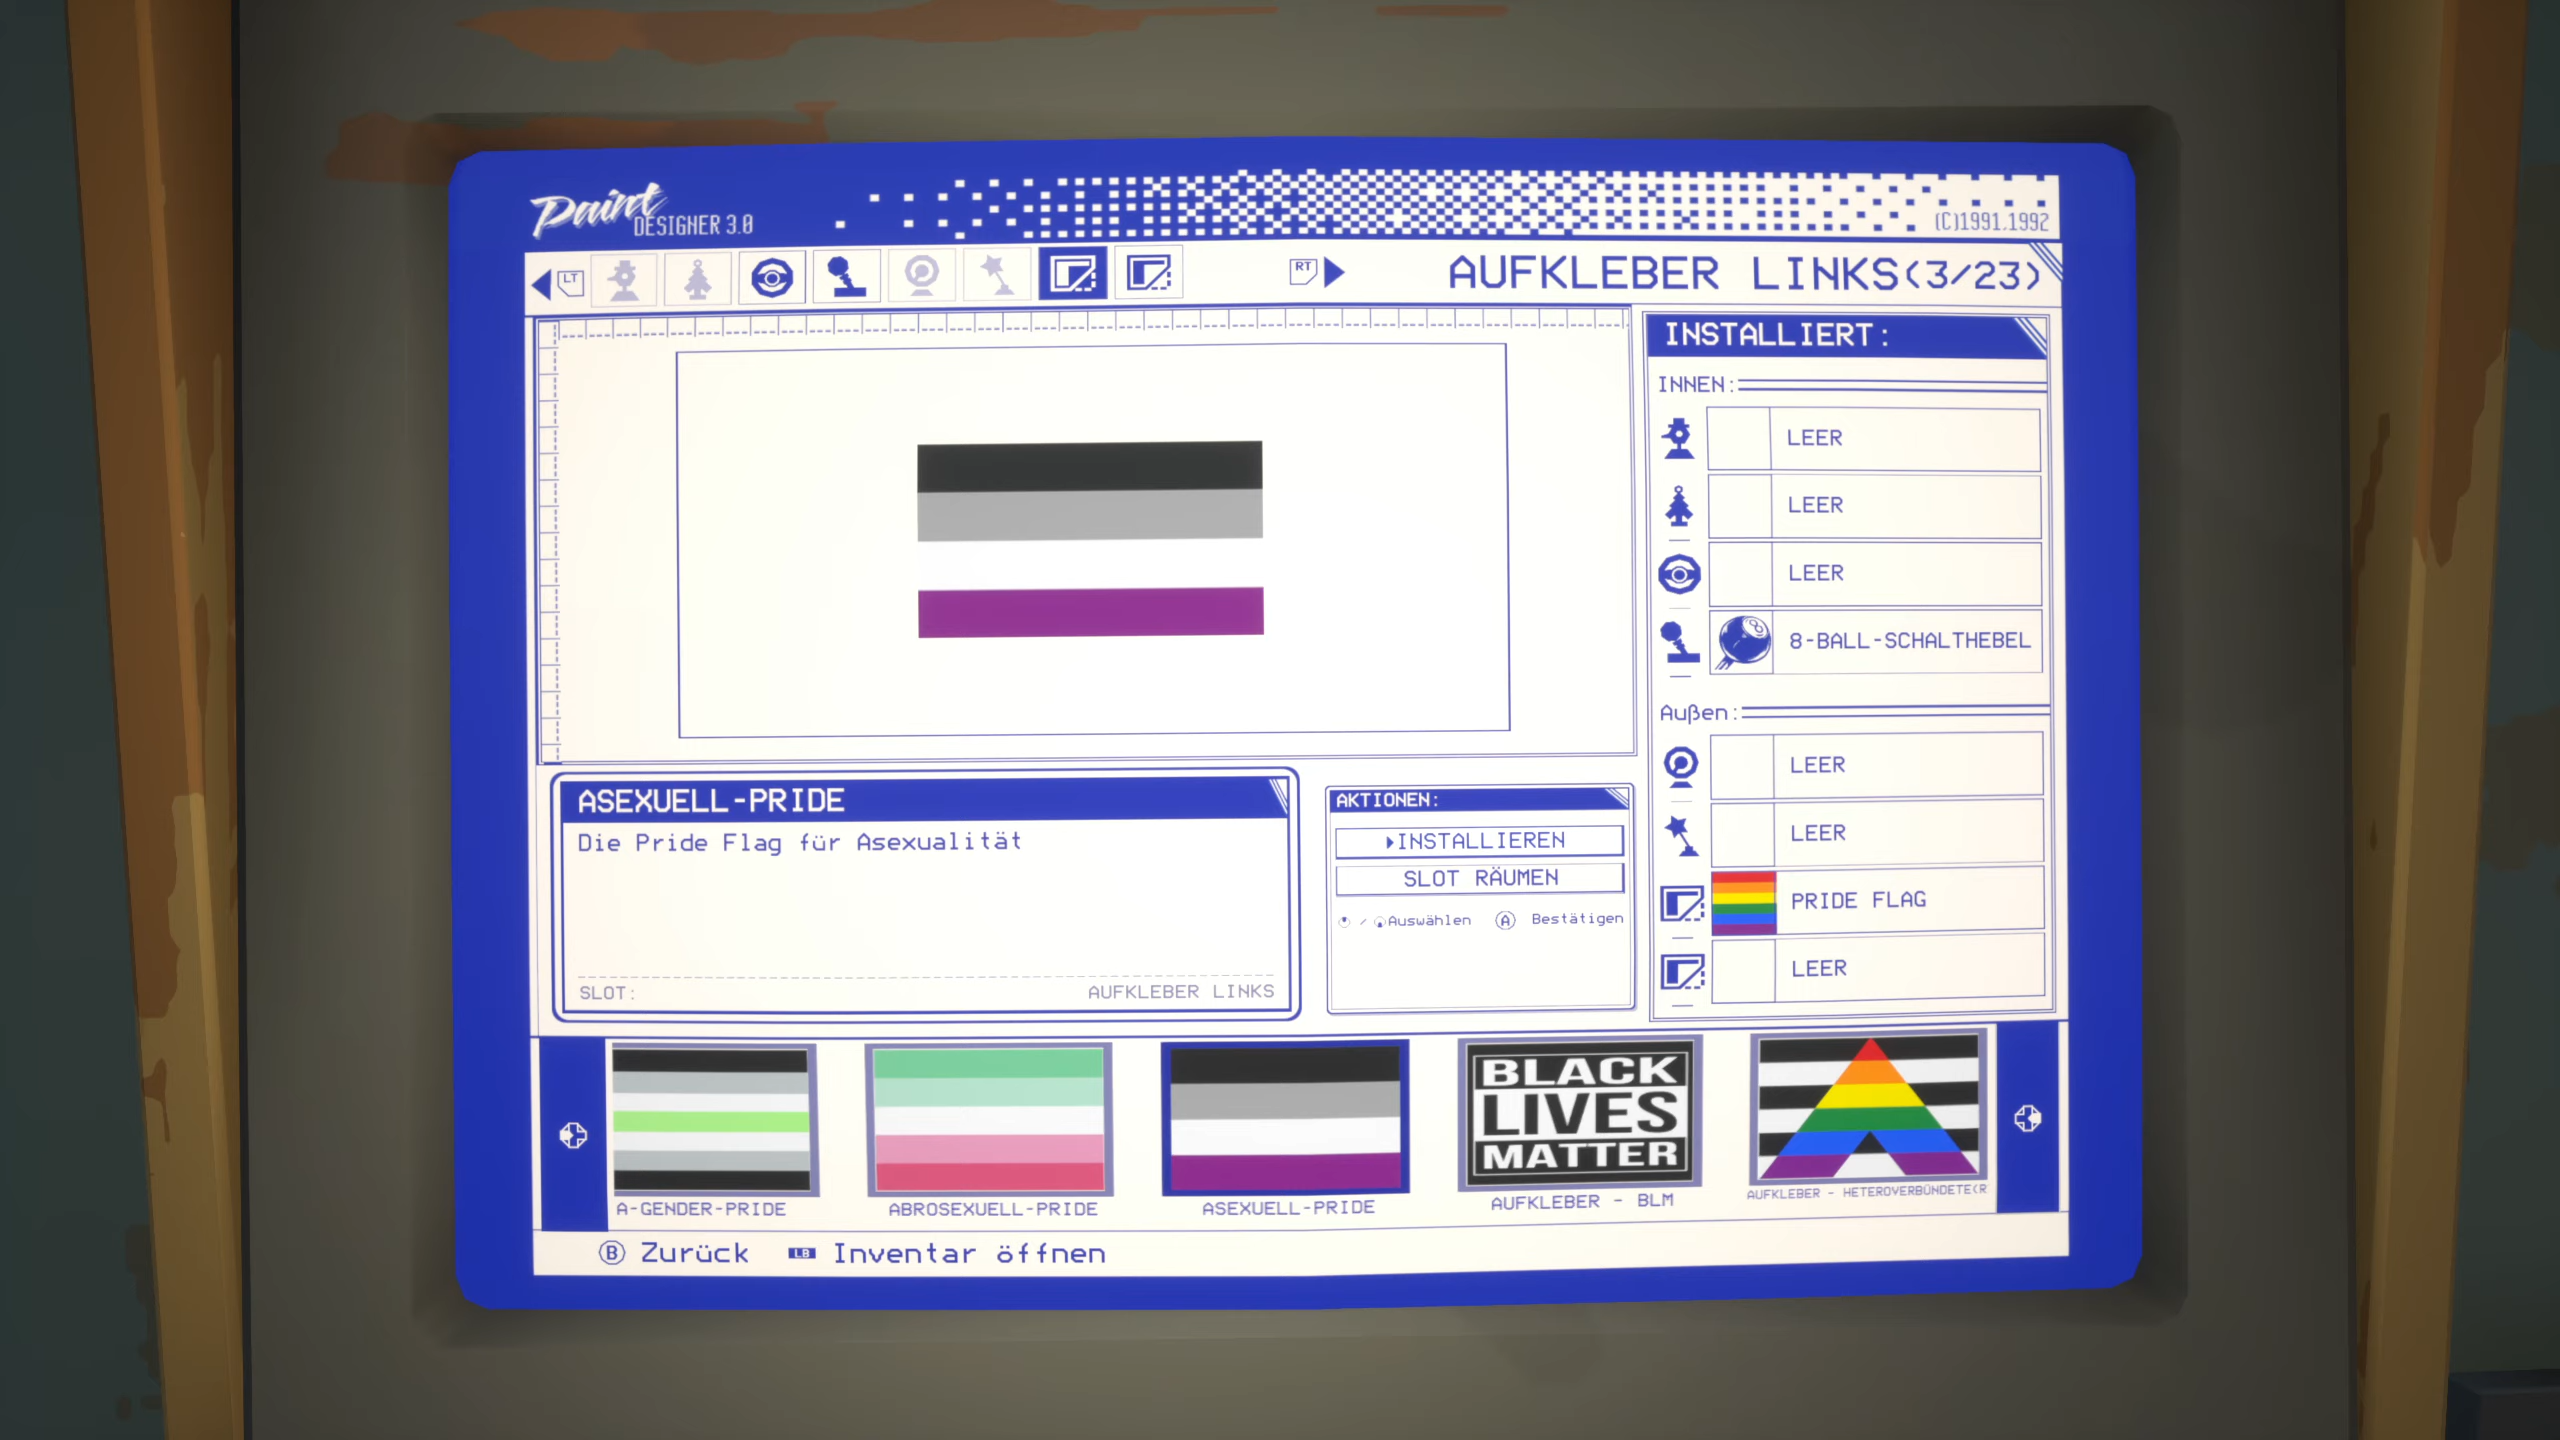 Paint
DESIGNER 3.0
(C)1991,1992
LT
RT
AUFKLEBER LINKS(3/23)
INSTALLIERT:
INNEN:
LEER
LEER
LEER
8-BALL-SCHALTHEBEL
Außen:
LEER
LEER
PRIDE FLAG
LEER
ASEXUELL-PRIDE
Die Pride Flag für Asexualität
SLOT:
AUFKLEBER LINKS
AKTIONEN:
INSTALLIEREN
SLOT RÄUMEN
/ Auswählen
A Bestätigen
BLACK
LIVES
MATTER
A-GENDER-PRIDE
ABROSEXUELL-PRIDE
ASEXUELL-PRIDE
AUFKLEBER - BLM
AUFKLEBER - HETEROVERBÜNDETE(R
B Zurück
LB Inventar öffnen